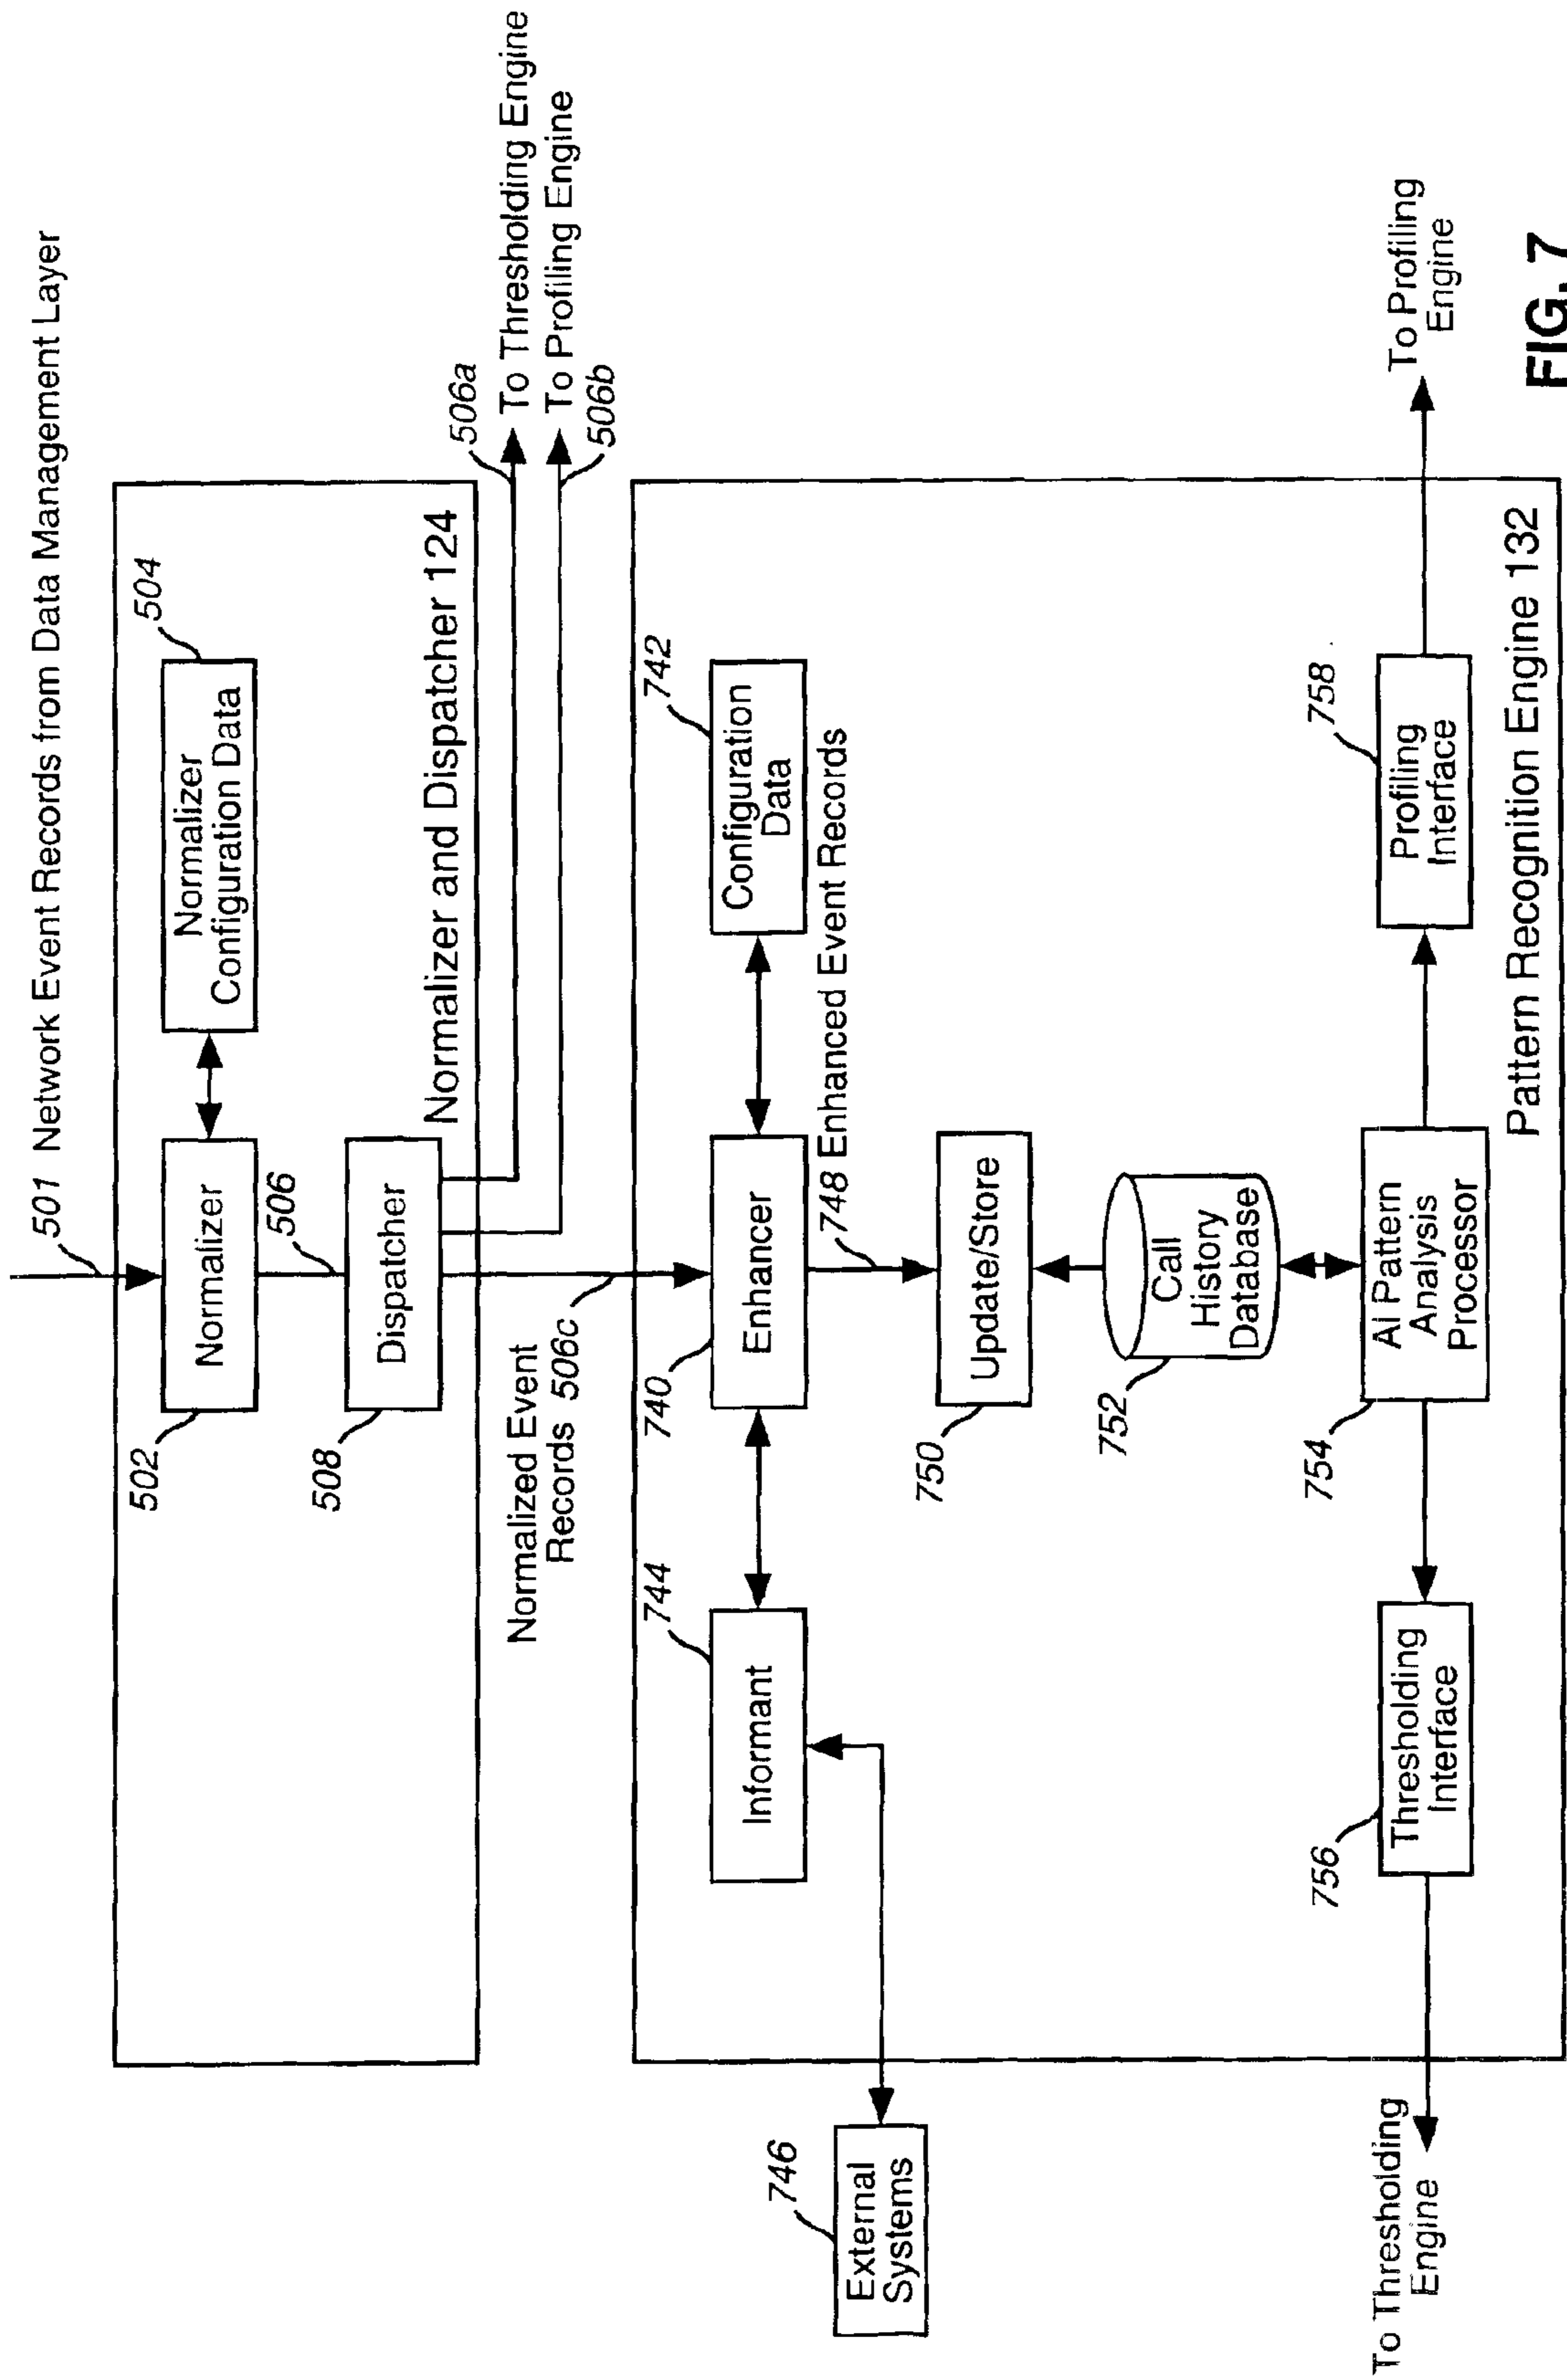 501 Network Event Records from Data Management Layer
504
Normalizer
Configuration Data
Normalizer
502
506
Dispatcher
508
Normalizer and Dispatcher 124
506a
To Thresholding Engine
To Profiling Engine
506b
Normalized Event
Records 506c
744
Informant
740
Enhancer
742
Configuration
Data
748 Enhanced Event Records
746
External
Systems
750
Update/Store
752
Call
History
Database
754
AI Pattern
Analysis
Processor
756
Thresholding
Interface
758
Profiling
Interface
To Thresholding
Engine
To Profiling
Engine
Pattern Recognition Engine 132
FIG. 7